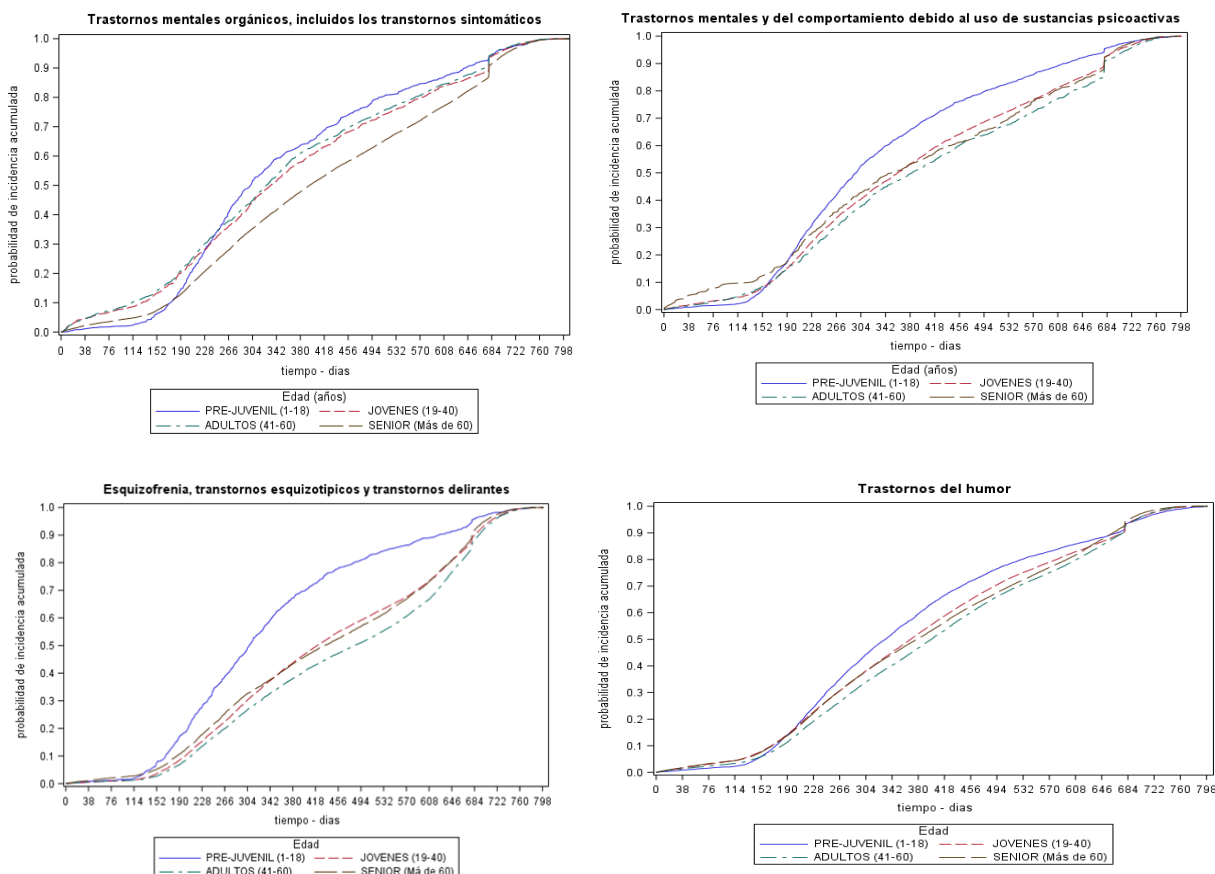 Trastornos mentales orgánicos, incluidos los transtornos sintomáticos
1.0
0.9
0.8
0.7
0.6
0.5
0.4
0.3
0.2
0.1
0.0
probabilidad de incidencia acumulada
0 38 76 114 152 190 228 266 304 342 380 418 456 494 532 570 608 646 684 722 760 798
tiempo - dias
Edad (años)
PRE-JUVENIL (1-18) JOVENES (19-40)
ADULTOS (41-60) SENIOR (Más de 60)
Trastornos mentales y del comportamiento debido al uso de sustancias psicoactivas
1.0
0.9
0.8
0.7
0.6
0.5
0.4
0.3
0.2
0.1
0.0
probabilidad de incidencia acumulada
0 38 76 114 152 190 228 266 304 342 380 418 456 494 532 570 608 646 684 722 760 798
tiempo - dias
Edad (años)
PRE-JUVENIL (1-18) JOVENES (19-40)
ADULTOS (41-60) SENIOR (Más de 60)
Esquizofrenia, transtornos esquizotipicos y transtornos delirantes
1.0
0.9
0.8
0.7
0.6
0.5
0.4
0.3
0.2
0.1
0.0
probabilidad de incidencia acumulada
0 38 76 114 152 190 228 266 304 342 380 418 456 494 532 570 608 646 684 722 760 798
tiempo - dias
Edad
PRE-JUVENIL (1-18) JOVENES (19-40)
ADULTOS (41-60) SENIOR (Má de 60)
Trastornos del humor
1.0
0.9
0.8
0.7
0.6
0.5
0.4
0.3
0.2
0.1
0.0
probabilidad de incidencia acumulada
0 38 76 114 152 190 228 266 304 342 380 418 456 494 532 570 608 646 684 722 760 798
tiempo - dias
Edad
PRE-JUVENIL (1-18) JOVENES (19-40)
ADULTOS (41-60) SENIOR (Más de 60)